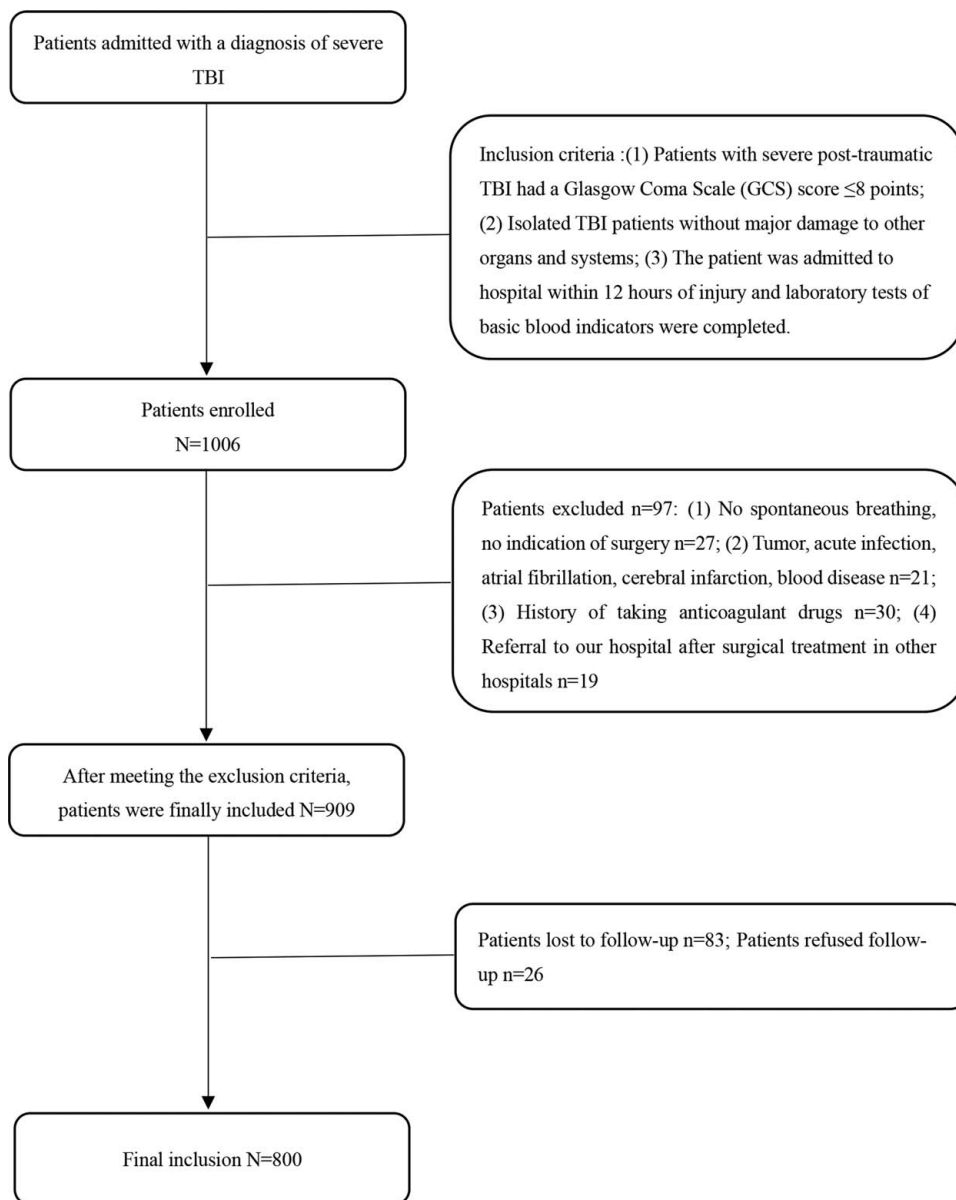 Patients admitted with a diagnosis of severe
TBI
Inclusion criteria :(1) Patients with severe post-traumatic
TBI had a Glasgow Coma Scale (GCS) score ≤8 points;
(2) Isolated TBI patients without major damage to other
organs and systems; (3) The patient was admitted to
hospital within 12 hours of injury and laboratory tests of
basic blood indicators were completed.
Patients enrolled
N=1006
Patients excluded n=97: (1) No spontaneous breathing,
no indication of surgery n=27; (2) Tumor, acute infection,
atrial fibrillation, cerebral infarction, blood disease n=21;
(3) History of taking anticoagulant drugs n=30; (4)
Referral to our hospital after surgical treatment in other
hospitals n=19
After meeting the exclusion criteria,
patients were finally included N=909
Patients lost to follow-up n=83; Patients refused follow-
up n=26
Final inclusion N=800